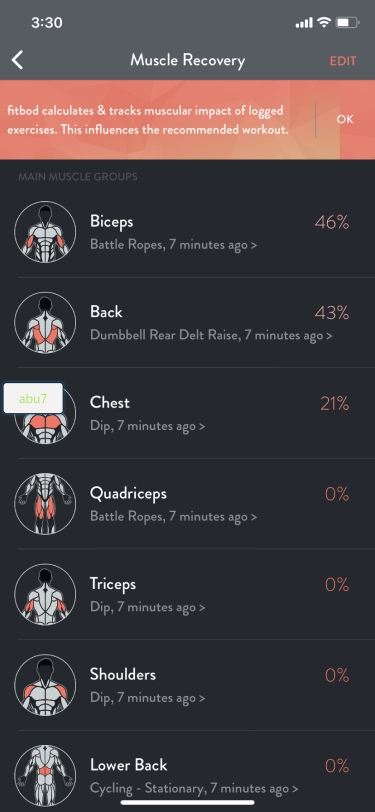 3:30
Muscle Recovery
EDIT
fitbod calculates & tracks muscular impact of logged
exercises. This influences the recommended workout.
OK
MAIN MUSCLE GROUPS
Biceps
46%
Battle Ropes, 7 minutes ago >
Back
43%
Dumbbell Rear Delt Raise, 7 minutes ago >
abu7
Chest
21%
Dip, 7 minutes ago >
Quadriceps
0%
Battle Ropes, 7 minutes ago >
Triceps
0%
Dip, 7 minutes ago >
Shoulders
0%
Dip, 7 minutes ago >
Lower Back
0%
Cycling - Stationary, 7 minutes ago >